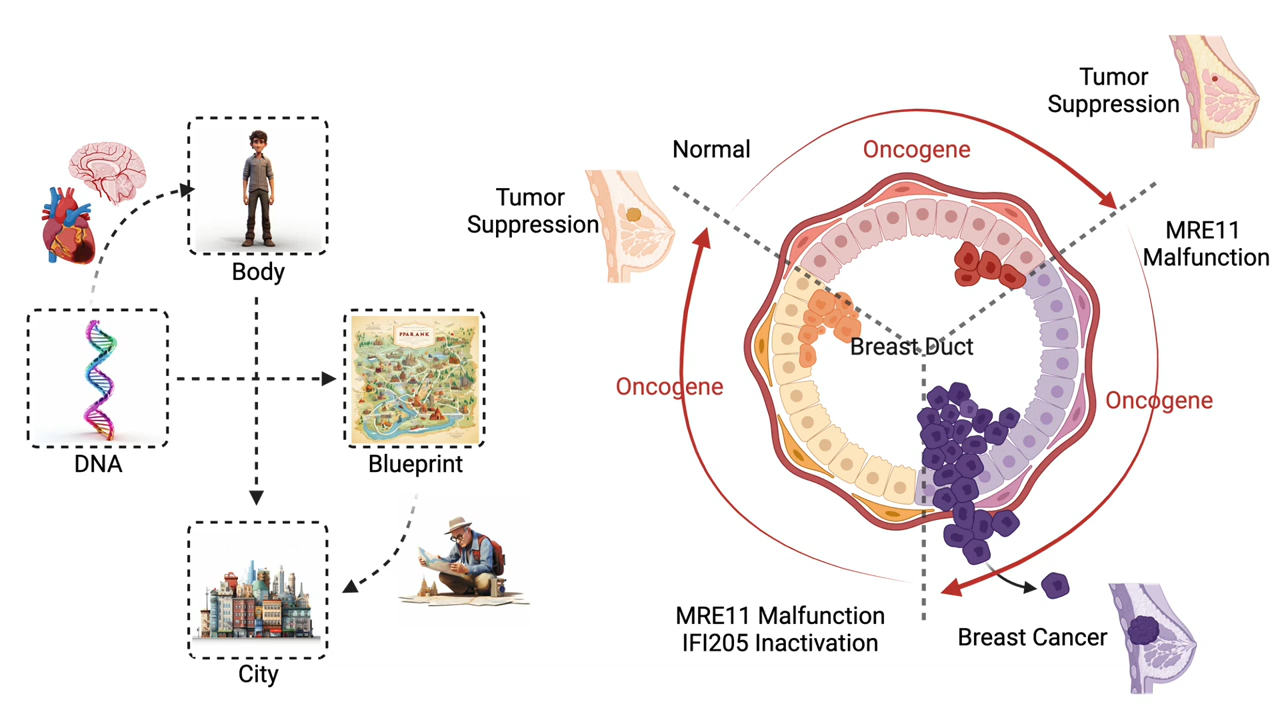 Body
DNA
Blueprint
City
Tumor
Suppression
Normal
Oncogene
Tumor
Suppression
MRE11
Malfunction
Breast Duct
Oncogene
Oncogene
MRE11 Malfunction
IFI205 Inactivation
Breast Cancer